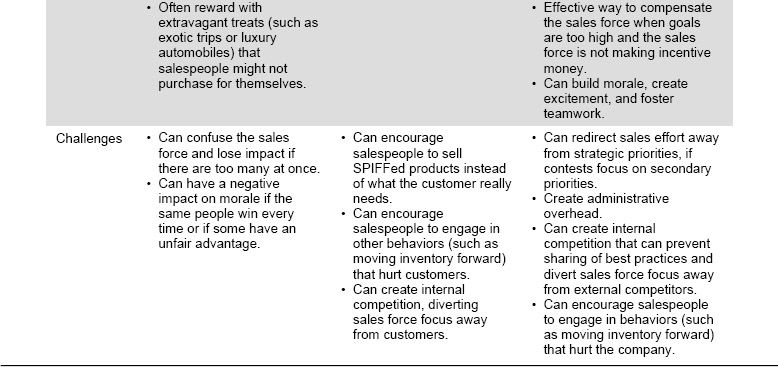 • Often reward with
extravagant treats (such as
exotic trips or luxury
automobiles) that
salespeople might not
purchase for themselves.
• Effective way to compensate
the sales force when goals
are too high and the sales
force is not making incentive
money.
• Can build morale, create
excitement, and foster
teamwork.
Challenges
• Can confuse the sales
force and lose impact if
there are too many at once.
• Can have a negative
impact on morale if the
same people win every
time or if some have an
unfair advantage.
• Can encourage
salespeople to sell
SPIFFed products instead
of what the customer really
needs.
• Can encourage
salespeople to engage in
other behaviors (such as
moving inventory forward)
that hurt customers.
• Can create internal
competition, diverting
sales force focus away
from customers.
• Can redirect sales effort away
from strategic priorities, if
contests focus on secondary
priorities.
• Create administrative
overhead.
• Can create internal
competition that can prevent
sharing of best practices and
divert sales force focus away
from external competitors.
• Can encourage salespeople
to engage in behaviors (such
as moving inventory forward)
that hurt the company.